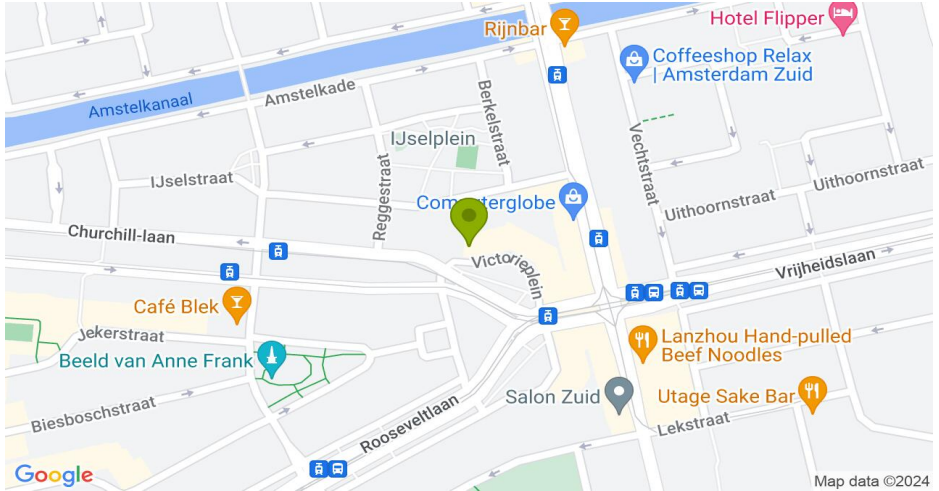 Hotel Flipper
Rijnbar
Coffeeshop Relax
| Amsterdam Zuid
Amstelkanaal
Amstelkade
Berkelstraat
IJselplein
Vechtstraat
IJselstraat
Reggestraat
Uithoornstraat
Uithoornstraat
Churchill-laan
Victorieplein
Vrijheidslaan
Café Blek
Jekerstraat
Lanzhou Hand-pulled
Beef Noodles
Beeld van Anne Frank
Salon Zuid
Utage Sake Bar
Biesboschstraat
Rooseveltlaan
Lekstraat
Google
Map data ©2024